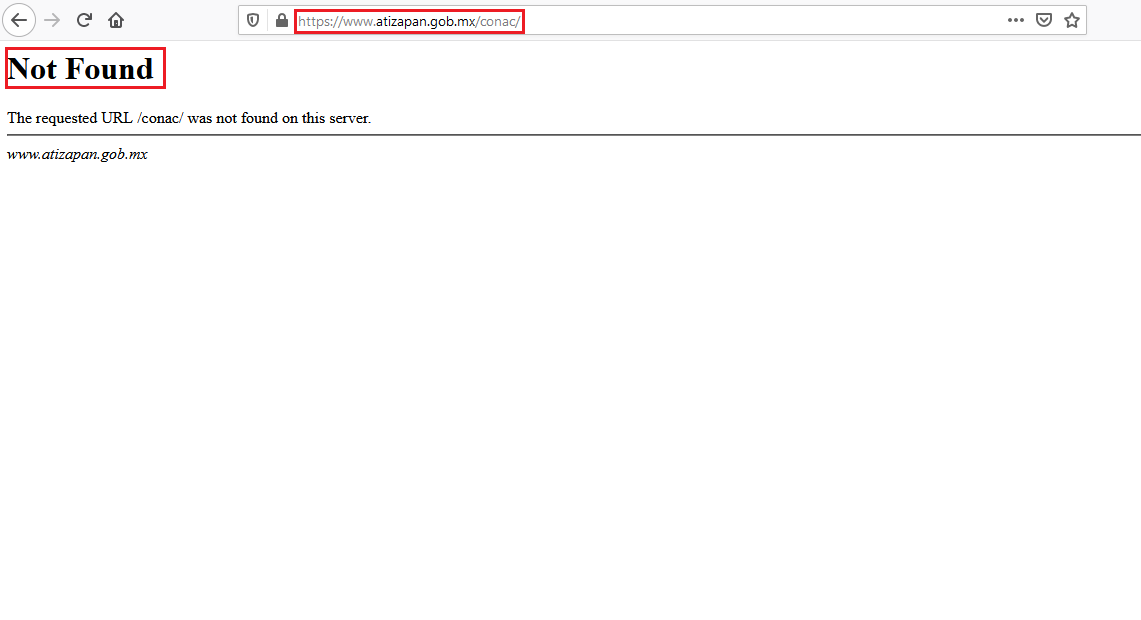 https://www.atizapan.gob.mx/conac/
Not Found
The requested URL /conac/ was not found on this server.
www.atizapan.gob.mx